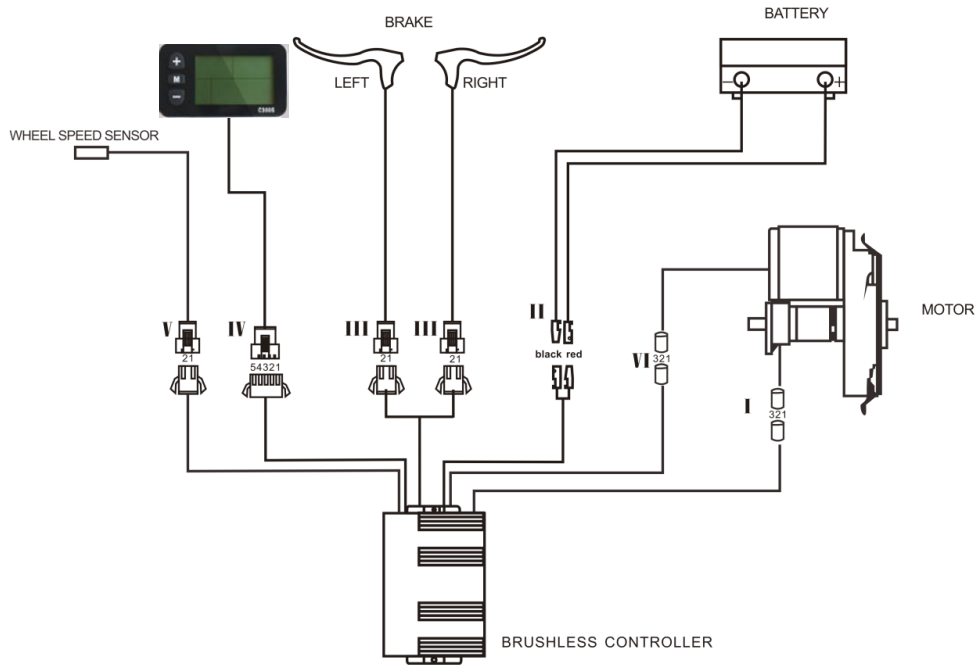 BRAKE
BATTERY
LEFT
RIGHT
+
M
−
− +
WHEEL SPEED SENSOR
MOTOR
V
IV
III
III
II
21
54321
21
21
black red
VI
321
I
321
BRUSHLESS CONTROLLER